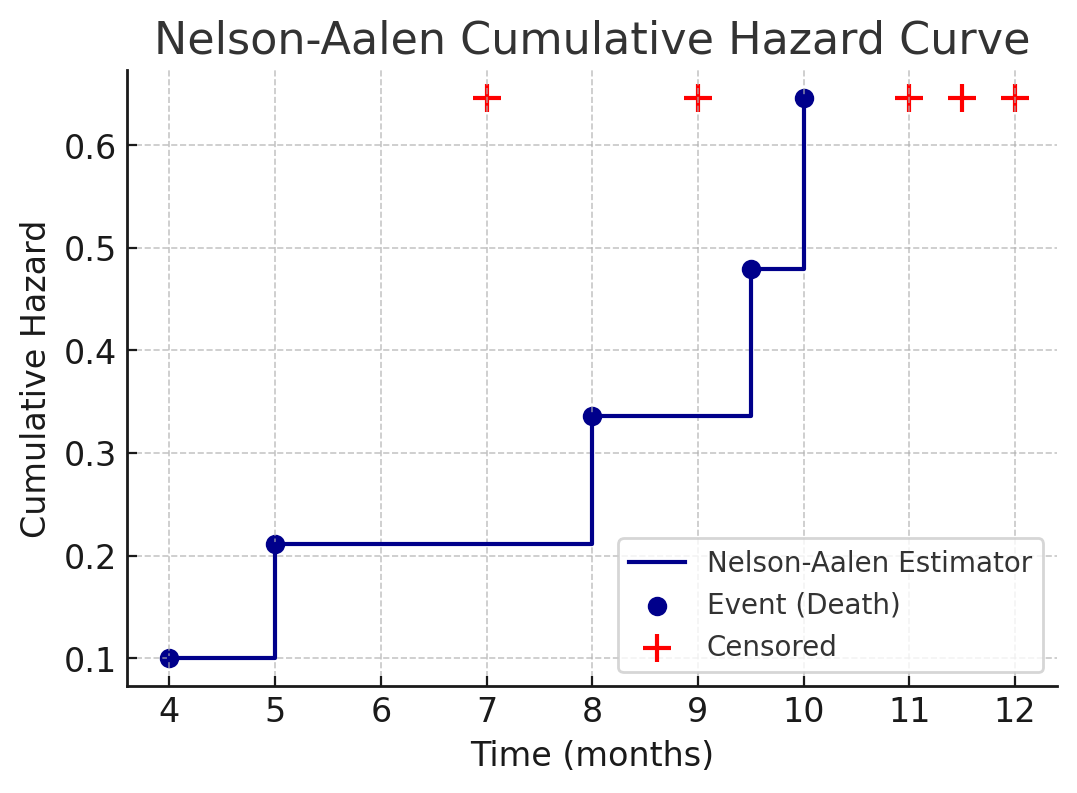 Nelson-Aalen Cumulative Hazard Curve
Cumulative Hazard
0.6
0.5
0.4
0.3
0.2
0.1
Nelson-Aalen Estimator
Event (Death)
Censored
4 5 6 7 8 9 10 11 12
Time (months)